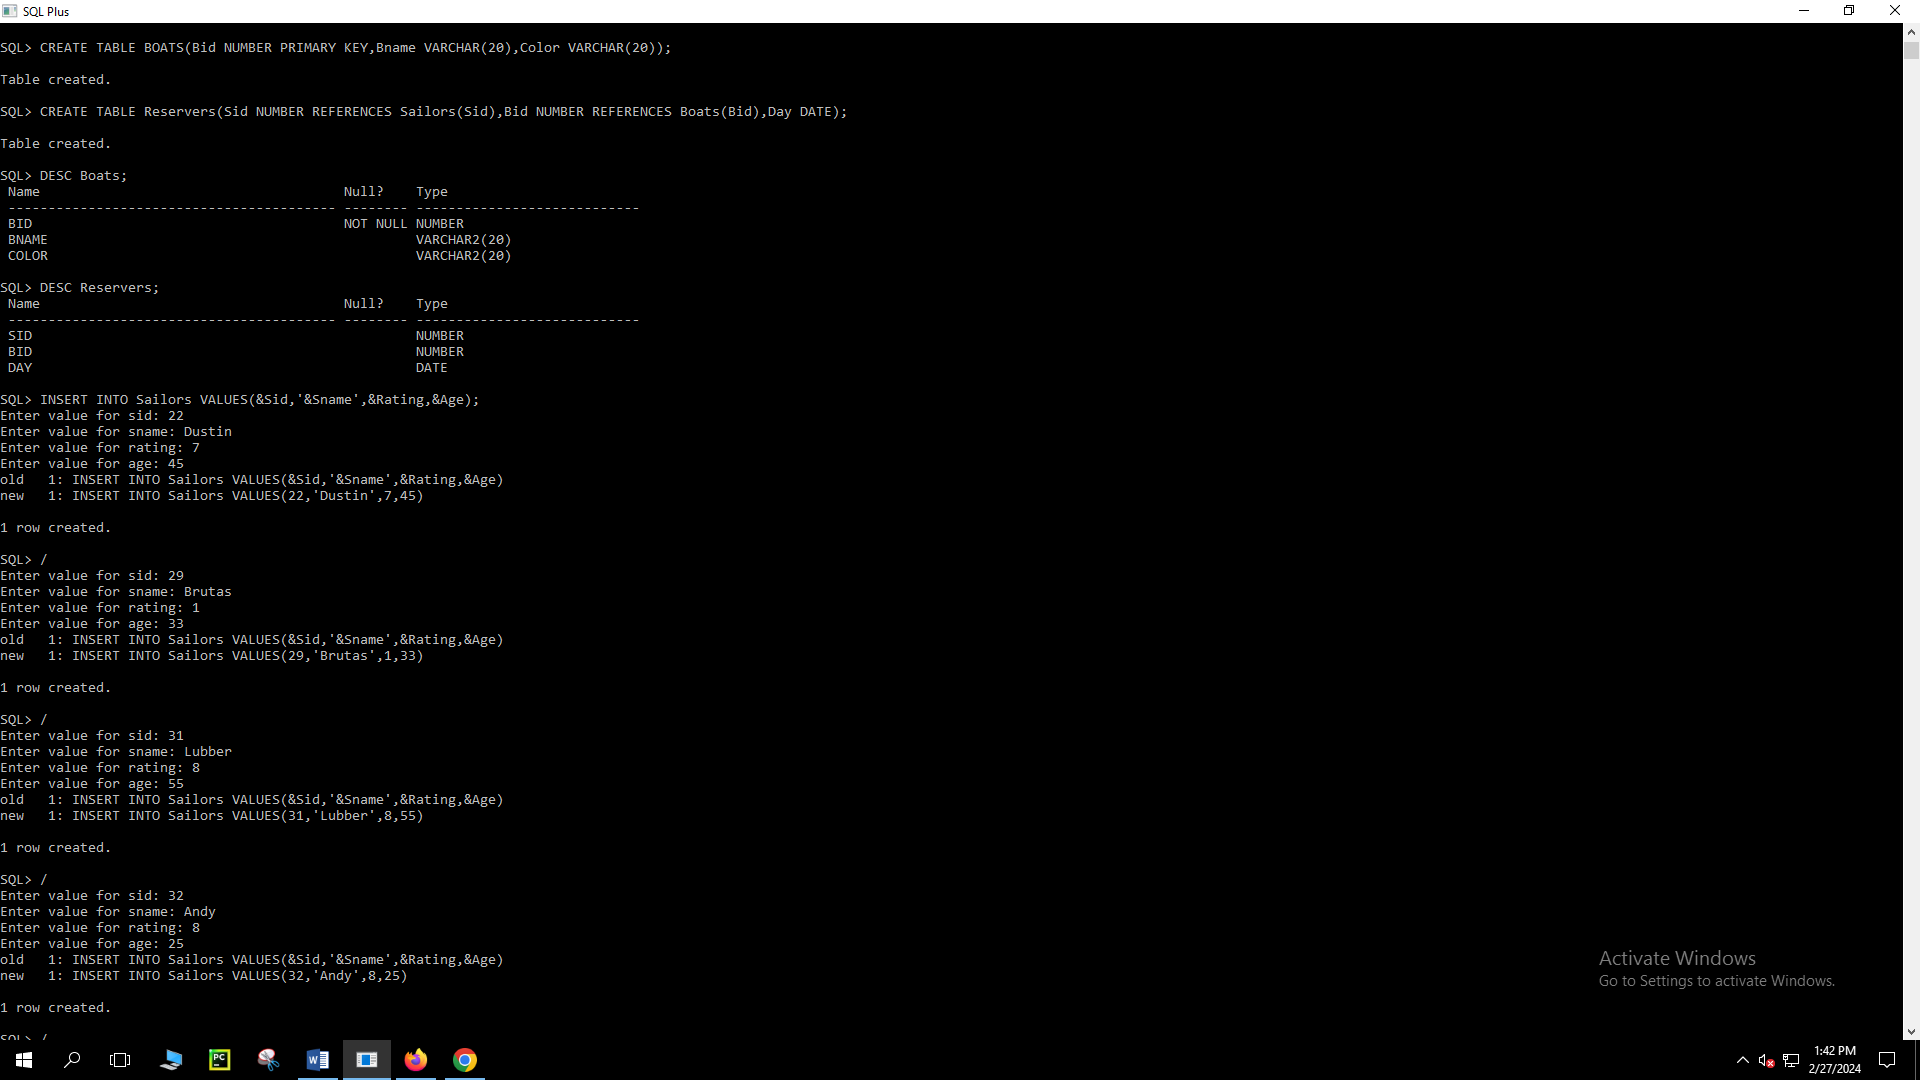 SQL Plus
SQL> CREATE TABLE BOATS(Bid NUMBER PRIMARY KEY,Bname VARCHAR(20),Color VARCHAR(20));
Table created.
SQL> CREATE TABLE Reservers(Sid NUMBER REFERENCES Sailors(Sid),Bid NUMBER REFERENCES Boats(Bid),Day DATE);
Table created.
SQL> DESC Boats;
Name Null? Type
----------------------------------------- -------- ----------------------------
BID NOT NULL NUMBER
BNAME VARCHAR2(20)
COLOR VARCHAR2(20)
SQL> DESC Reservers;
Name Null? Type
----------------------------------------- -------- ----------------------------
SID NUMBER
BID NUMBER
DAY DATE
SQL> INSERT INTO Sailors VALUES(&Sid,'&Sname',&Rating,&Age);
Enter value for sid: 22
Enter value for sname: Dustin
Enter value for rating: 7
Enter value for age: 45
old 1: INSERT INTO Sailors VALUES(&Sid,'&Sname',&Rating,&Age)
new 1: INSERT INTO Sailors VALUES(22,'Dustin',7,45)
1 row created.
SQL> /
Enter value for sid: 29
Enter value for sname: Brutas
Enter value for rating: 1
Enter value for age: 33
old 1: INSERT INTO Sailors VALUES(&Sid,'&Sname',&Rating,&Age)
new 1: INSERT INTO Sailors VALUES(29,'Brutas',1,33)
1 row created.
SQL> /
Enter value for sid: 31
Enter value for sname: Lubber
Enter value for rating: 8
Enter value for age: 55
old 1: INSERT INTO Sailors VALUES(&Sid,'&Sname',&Rating,&Age)
new 1: INSERT INTO Sailors VALUES(31,'Lubber',8,55)
1 row created.
SQL> /
Enter value for sid: 32
Enter value for sname: Andy
Enter value for rating: 8
Enter value for age: 25
old 1: INSERT INTO Sailors VALUES(&Sid,'&Sname',&Rating,&Age)
new 1: INSERT INTO Sailors VALUES(32,'Andy',8,25)
1 row created.
SQL> /
Activate Windows
Go to Settings to activate Windows.
PC
W
1:42 PM
2/27/2024